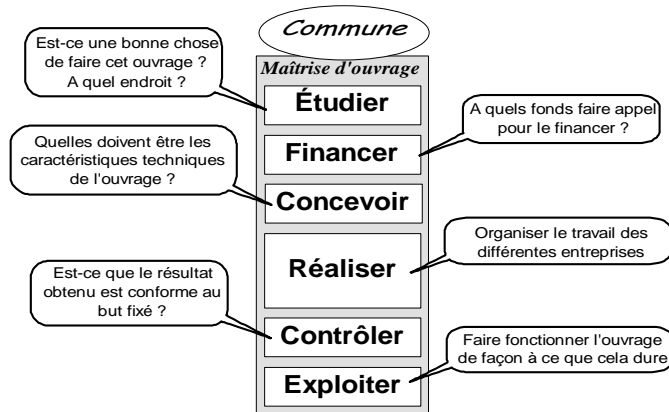 Commune
Maîtrise d'ouvrage
Est-ce une bonne chose
de faire cet ouvrage ?
A quel endroit ?
Étudier
A quels fonds faire appel
pour le financer ?
Financer
Quelles doivent être les
caractéristiques techniques
de l'ouvrage ?
Concevoir
Organiser le travail des
différentes entreprises
Réaliser
Est-ce que le résultat
obtenu est conforme au
but fixé ?
Contrôler
Faire fonctionner l'ouvrage
de façon à ce que cela dure
Exploiter